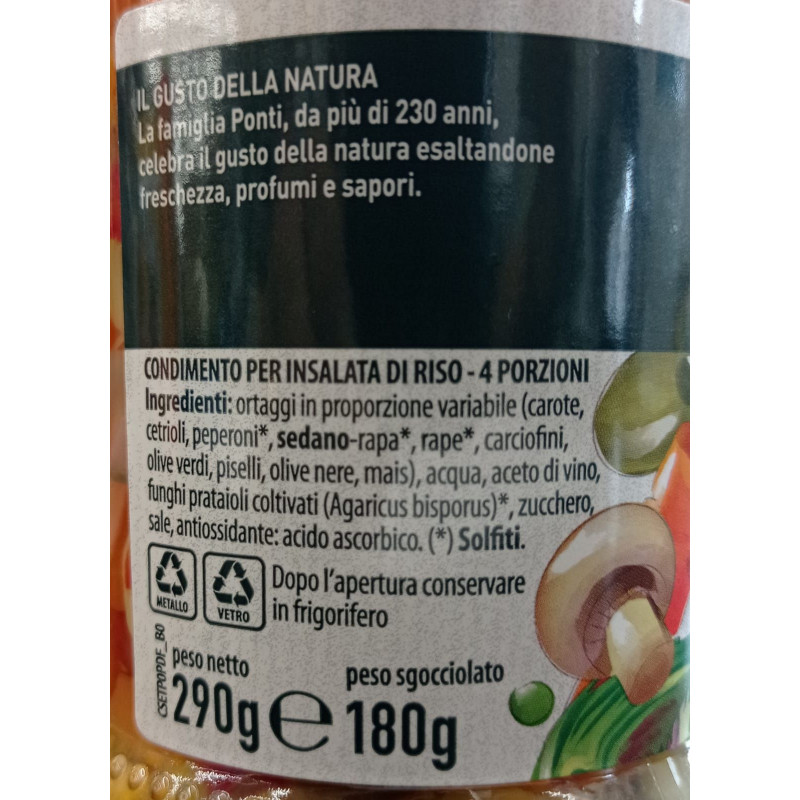 IL GUSTO DELLA NATURA
La famiglia Ponti, da più di 230 anni,
celebra il gusto della natura esaltandone
freschezza, profumi e sapori.
CONDIMENTO PER INSALATA DI RISO - 4 PORZIONI
Ingredienti: ortaggi in proporzione variabile (carote,
cetrioli, peperoni*, sedano-rapa*, rape*, carciofini,
olive verdi, piselli, olive nere, mais), acqua, aceto di vino,
funghi prataioli coltivati (Agaricus bisporus)*, zucchero,
sale, antiossidante: acido ascorbico. (*) Solfiti.
METALLO
VETRO
Dopo l'apertura conservare
in frigorifero
CSETPOPDF_B0
peso netto
290g e
peso sgocciolato
180g